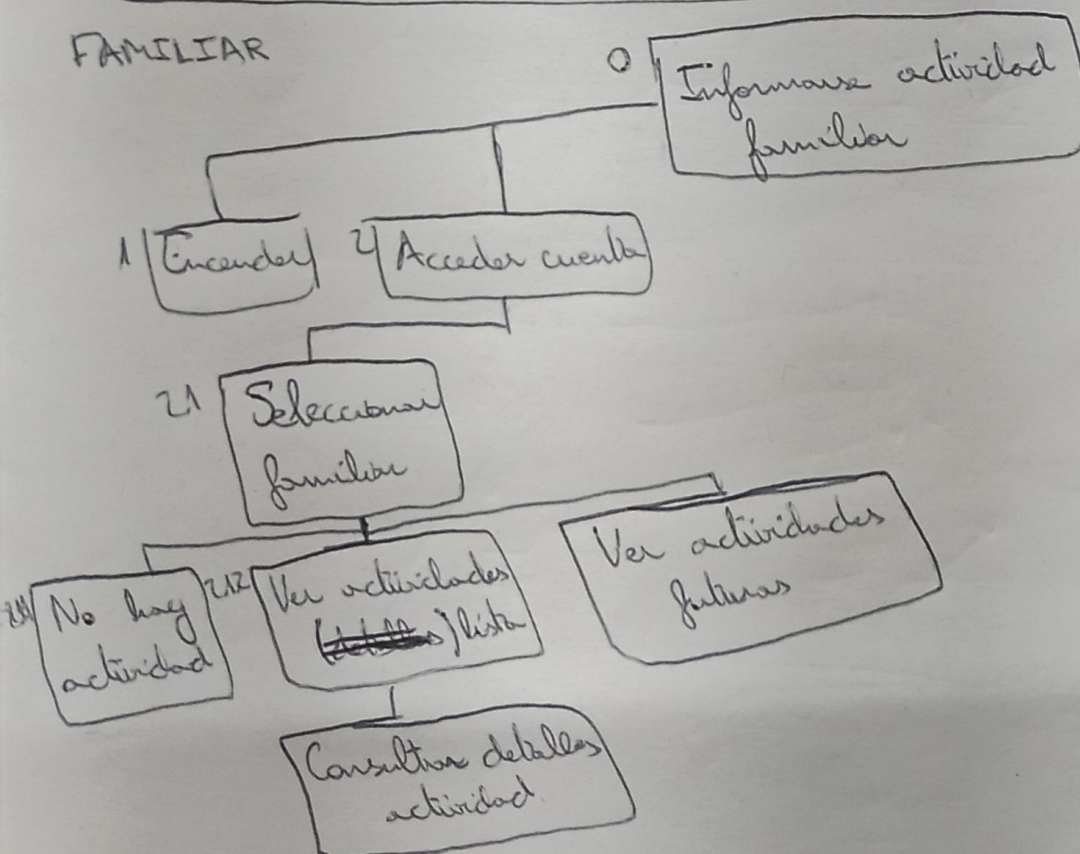 FAMILIAR
0
Informarse actividad
familiar
1
Encender
2
Acceder cuenta
2.1
Seleccionar
familiar
2.1.1
No hay
actividad
2.1.2
Ver actividades
lista
Ver actividades
futuras
Consultar detalles
actividad